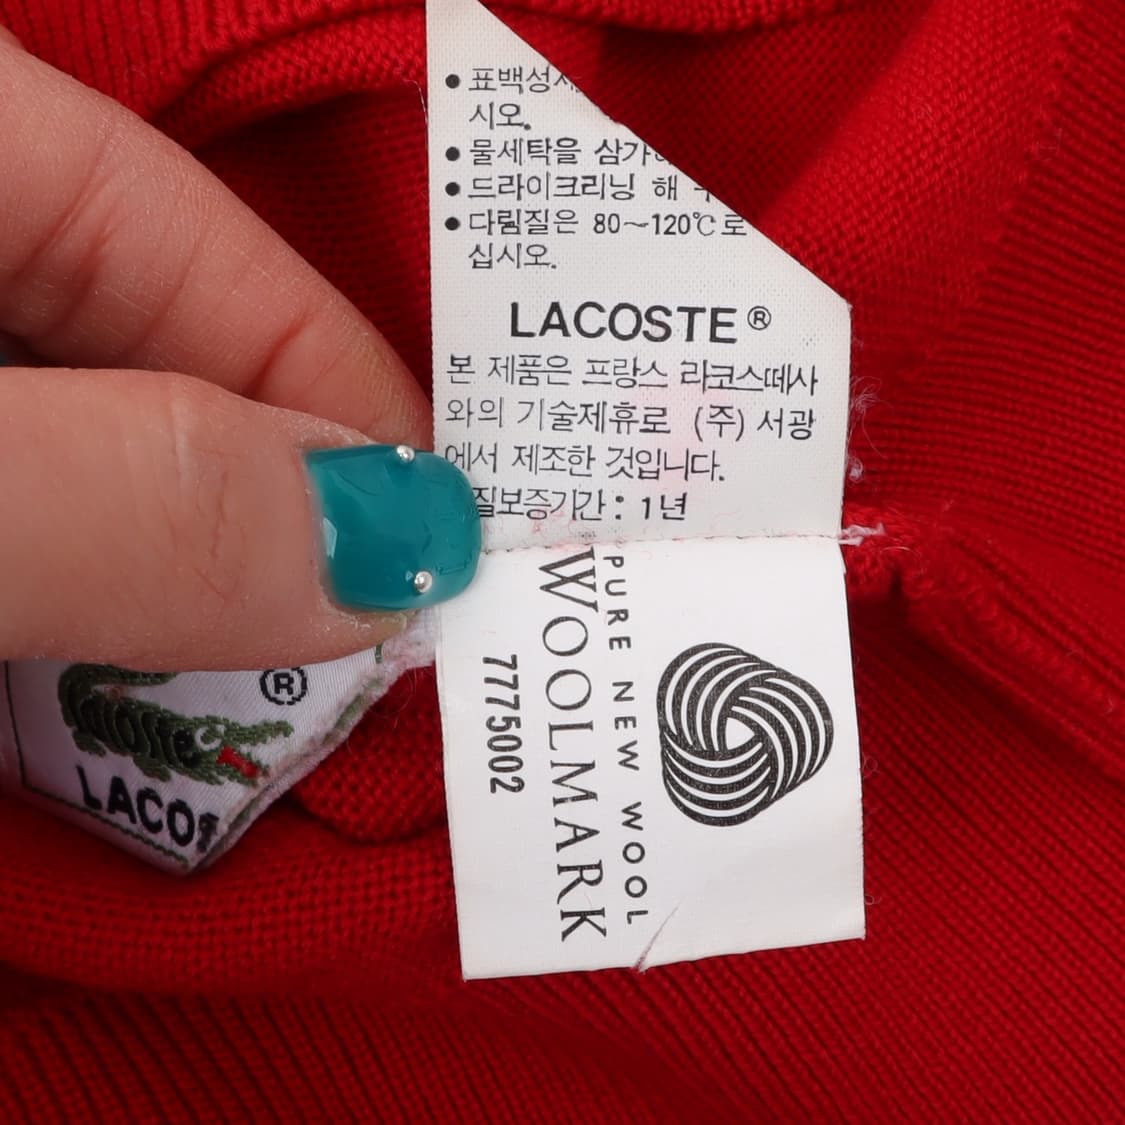 ● 표백성
시오.
● 물세탁을 삼가
● 드라이크리닝 해
● 다림질은 80~120℃로
십시오.
LACOSTE®
본 제품은 프랑스 라코스떼사
와의 기술제휴로 (주) 서광
에서 제조한 것입니다.
질보증기간 : 1년
PURE NEW WOOL
WOOLMARK
7775002
®
Lacoste
LACOS